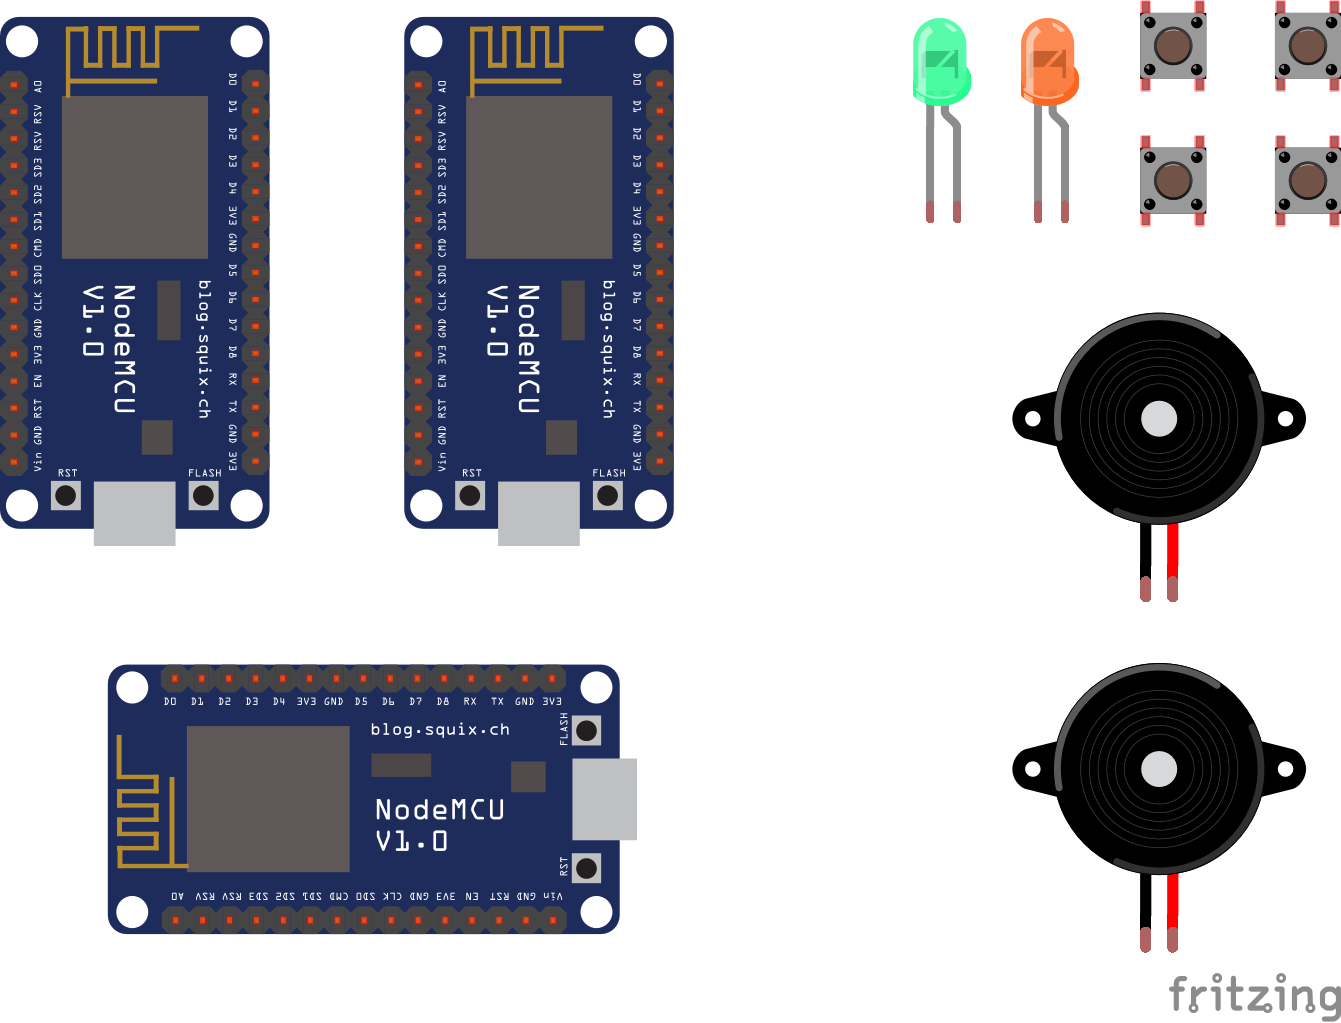 A0
RSV
RSV
SD3
SD2
SD1
CMD
SD0
CLK
GND
3V3
EN
RST
GND
Vin
D0
D1
D2
D3
D4
3V3
GND
D5
D6
D7
D8
RX
TX
GND
3V3
blog.squix.ch
NodeMCU
V1.0
RST
FLASH
A0
RSV
RSV
SD3
SD2
SD1
CMD
SD0
CLK
GND
3V3
EN
RST
GND
Vin
D0
D1
D2
D3
D4
3V3
GND
D5
D6
D7
D8
RX
TX
GND
3V3
blog.squix.ch
NodeMCU
V1.0
RST
FLASH
D0 D1 D2 D3 D4 3V3 GND D5 D6 D7 D8 RX TX GND 3V3
blog.squix.ch
FLASH
NodeMCU
V1.0
RST
A0 RSV RSV SD3 SD2 SD1 CMD SD0 CLK GND 3V3 EN RST GND Vin
fritzing